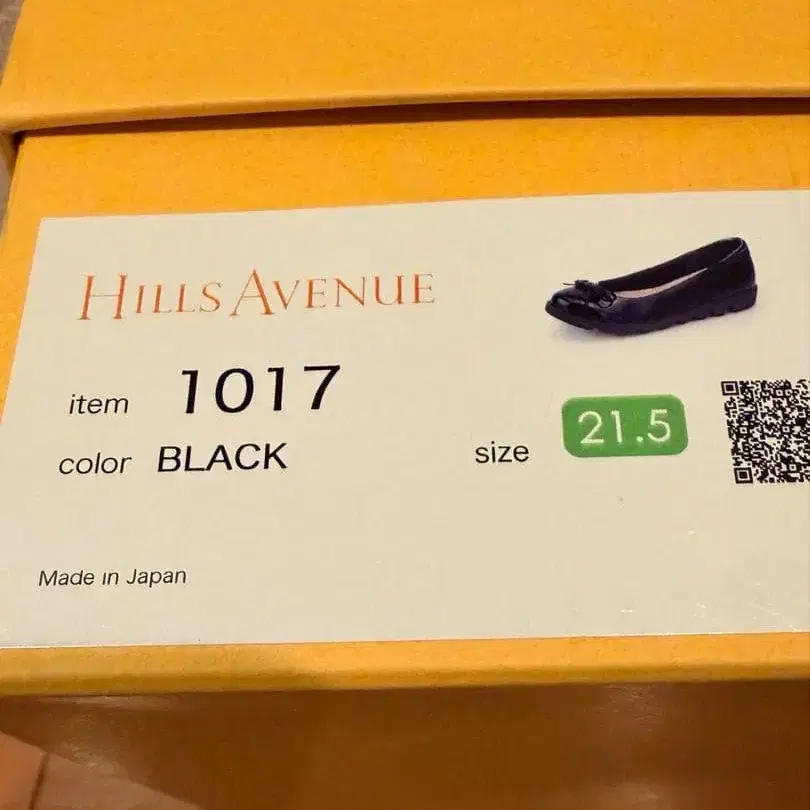 HILLS AVENUE
item 1017
color BLACK
size 21.5
Made in Japan